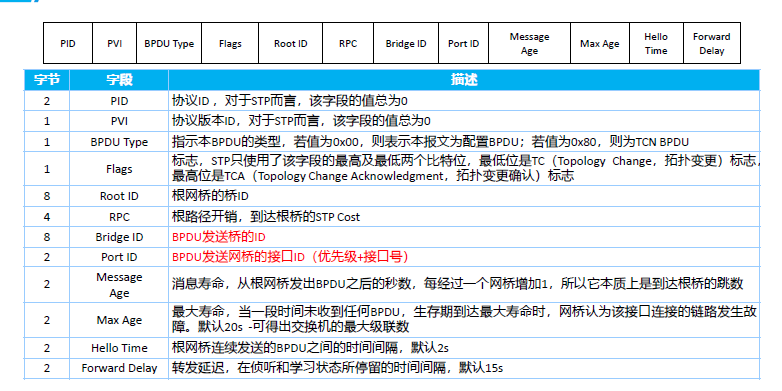 PID PVI BPDU Type Flags Root ID RPC Bridge ID Port ID Message Age Max Age Hello Time Forward Delay
字节 字段 描述
2 PID 协议ID ，对于STP而言，该字段的值总为0
1 PVI 协议版本ID，对于STP而言，该字段的值总为0
1 BPDU Type 指示本BPDU的类型，若值为0x00，则表示本报文为配置BPDU；若值为0x80，则为TCN BPDU
1 Flags 标志，STP只使用了该字段的最高及最低两个比特位，最低位是TC（Topology Change，拓扑变更）标志，
最高位是TCA（Topology Change Acknowledgment，拓扑变更确认）标志
8 Root ID 根网桥的桥ID
4 RPC 根路径开销，到达根桥的STP Cost
8 Bridge ID BPDU发送桥的ID
2 Port ID BPDU发送网桥的接口ID（优先级+接口号）
2 Message Age 消息寿命，从根网桥发出BPDU之后的秒数，每经过一个网桥增加1，所以它本质上是到达根桥的跳数
2 Max Age 最大寿命，当一段时间未收到任何BPDU，生存期到达最大寿命时，网桥认为该接口连接的链路发生故
障。默认20s -可得出交换机的最大级联数
2 Hello Time 根网桥连续发送的BPDU之间的时间间隔，默认2s
2 Forward Delay 转发延迟，在侦听和学习状态所停留的时间间隔，默认15s